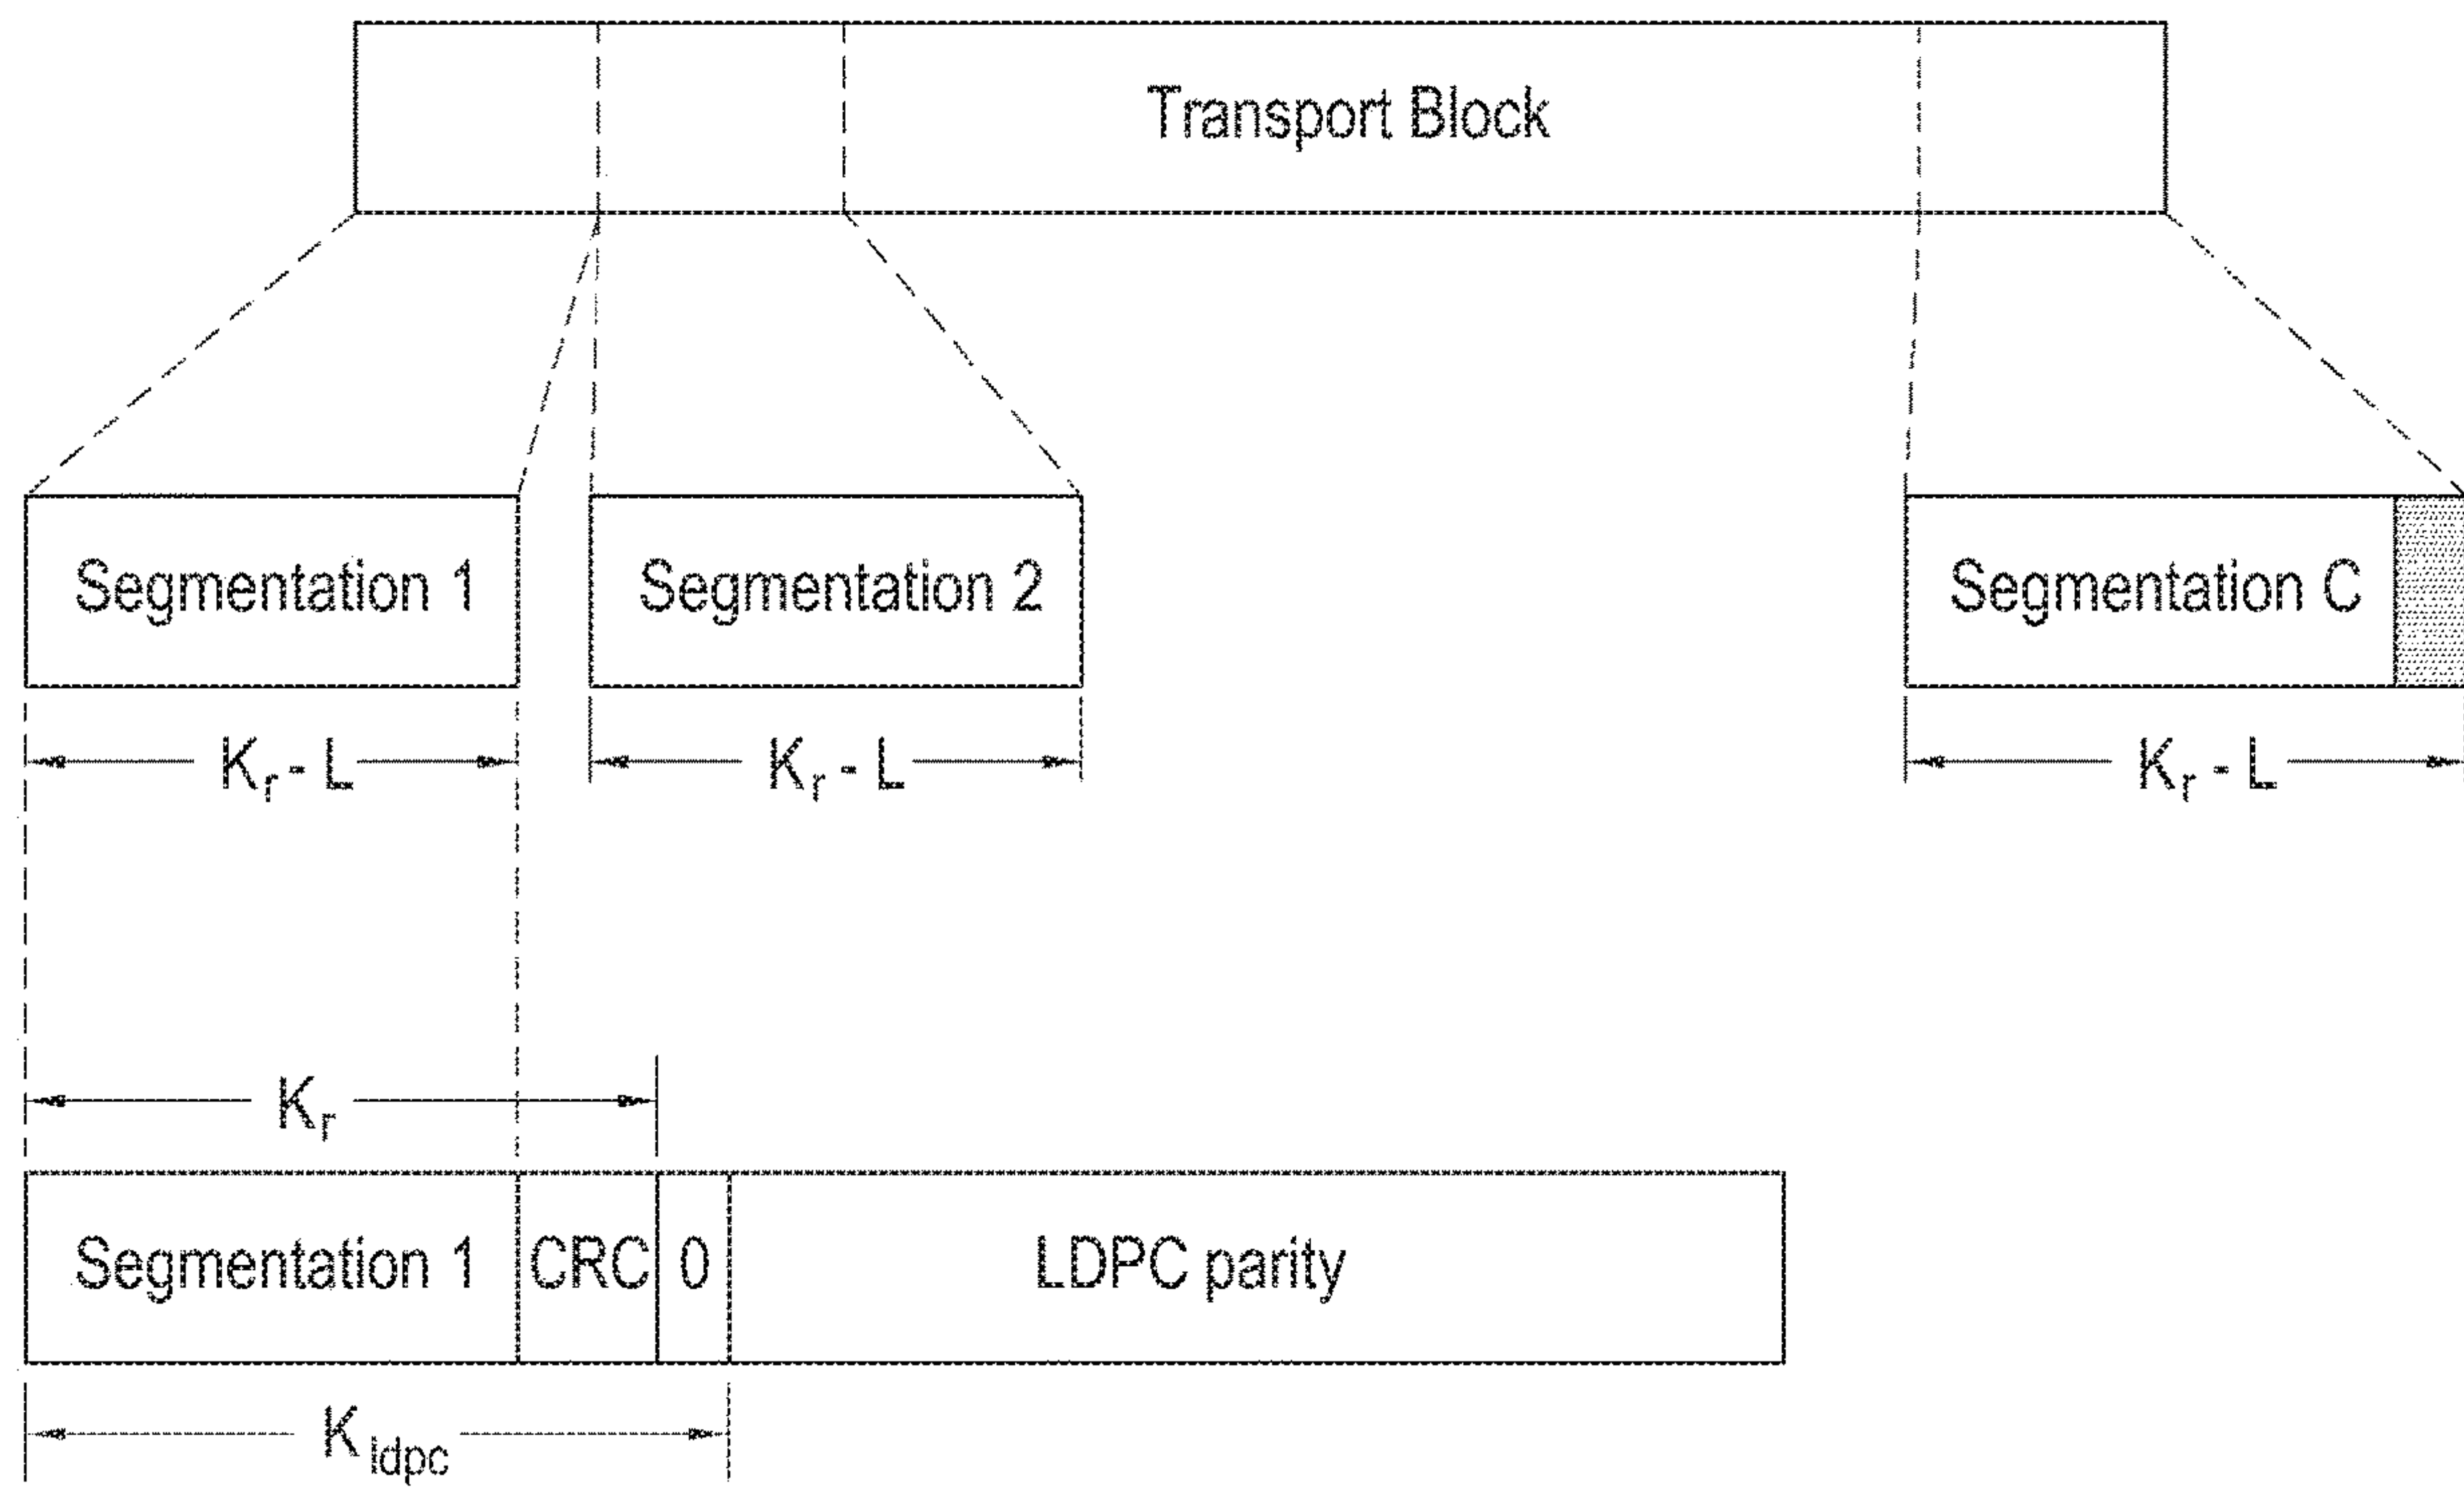 Transport Block
Segmentation 1
Segmentation 2
Segmentation C
Kr - L
Kr - L
Kr - L
Kr
Segmentation 1
CRC
0
LDPC parity
Kldpc